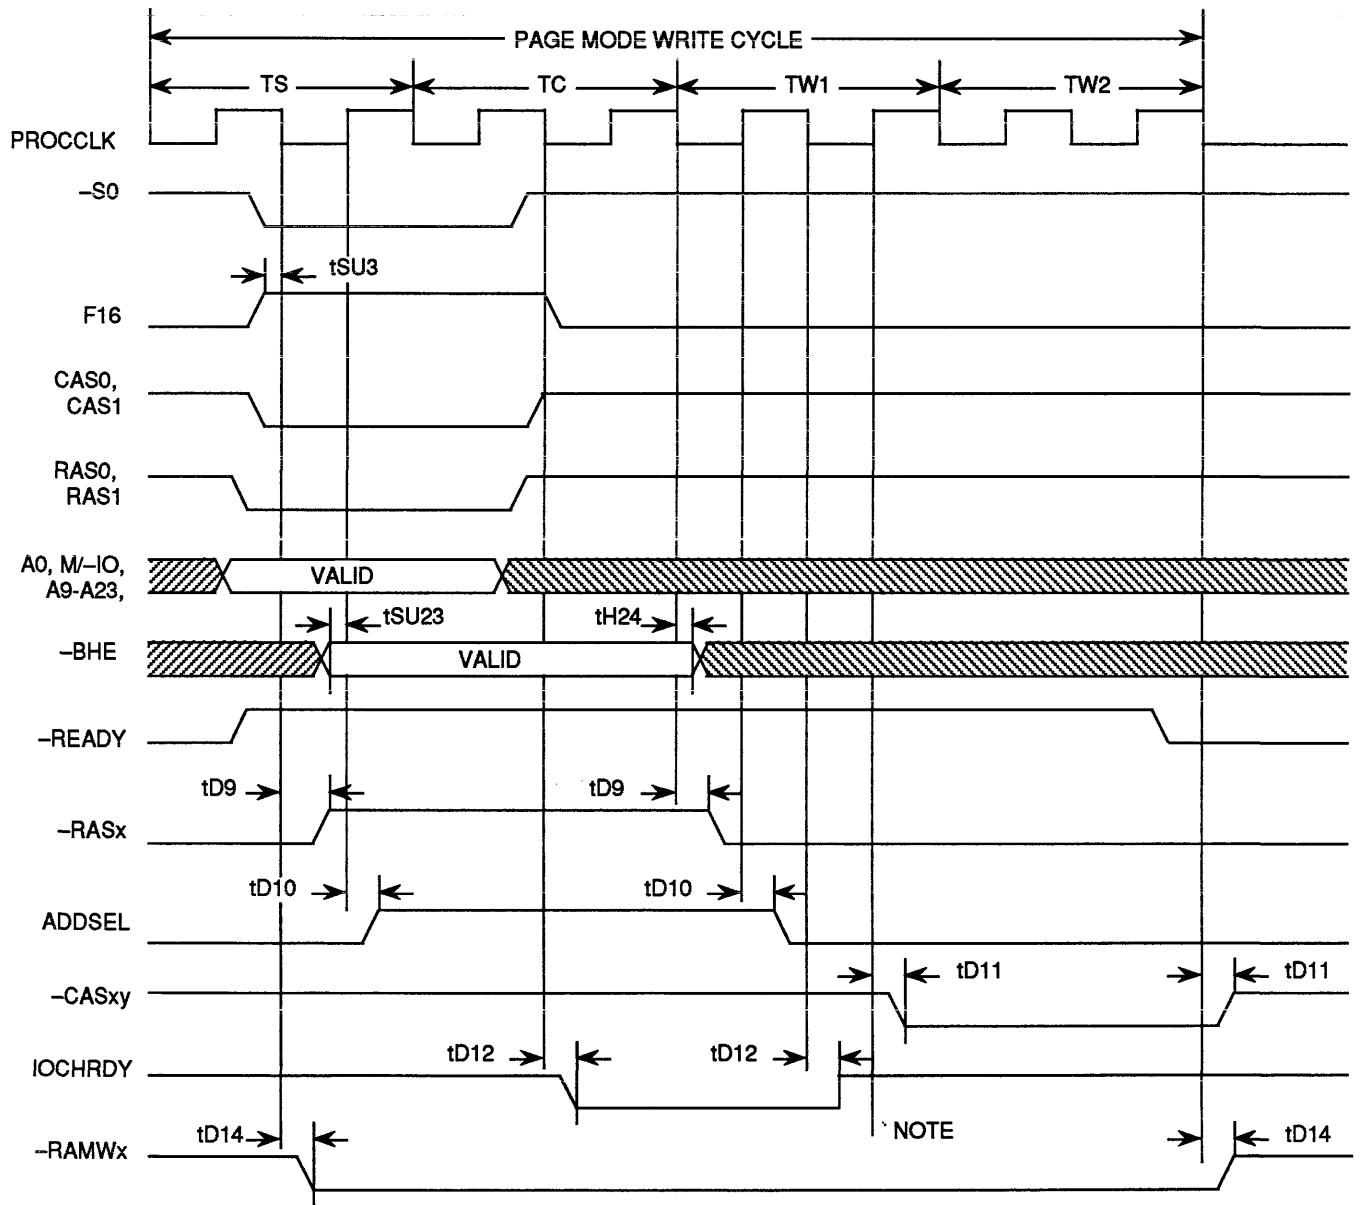 PAGE MODE WRITE CYCLE
TS
TC
TW1
TW2
PROCCLK
–S0
tSU3
F16
CAS0,
CAS1
RAS0,
RAS1
A0, M/–IO,
A9-A23,
VALID
tSU23
tH24
–BHE
VALID
–READY
tD9
tD9
–RASx
tD10
tD10
ADDSEL
tD11
tD11
–CASxy
tD12
tD12
IOCHRDY
NOTE
tD14
tD14
–RAMWx